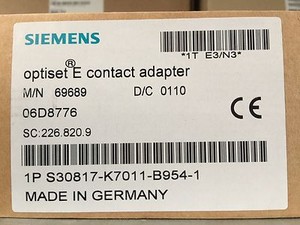 SIEMENS
*1T E3/N3*
optiset® E contact adapter
M/N 69689 D/C 0110
06D8776
CE
SC:226.820.9
1P S30817-K7011-B954-1
MADE IN GERMANY